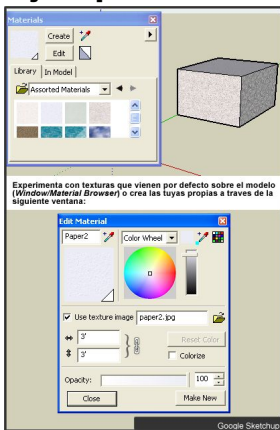 Materials
Create
Edit
Library
In Model
Assorted Materials
Experimenta con texturas que vienen por defecto sobre el modelo
(Window/Material Browser) o crea las tuyas propias a traves de la
siguiente ventana:
Edit Material
Paper2
Color Wheel
Use texture image
paper2.jpg
3'
Reset Color
3'
Colorize
Opacity:
100
Close
Make New
Google Sketchup